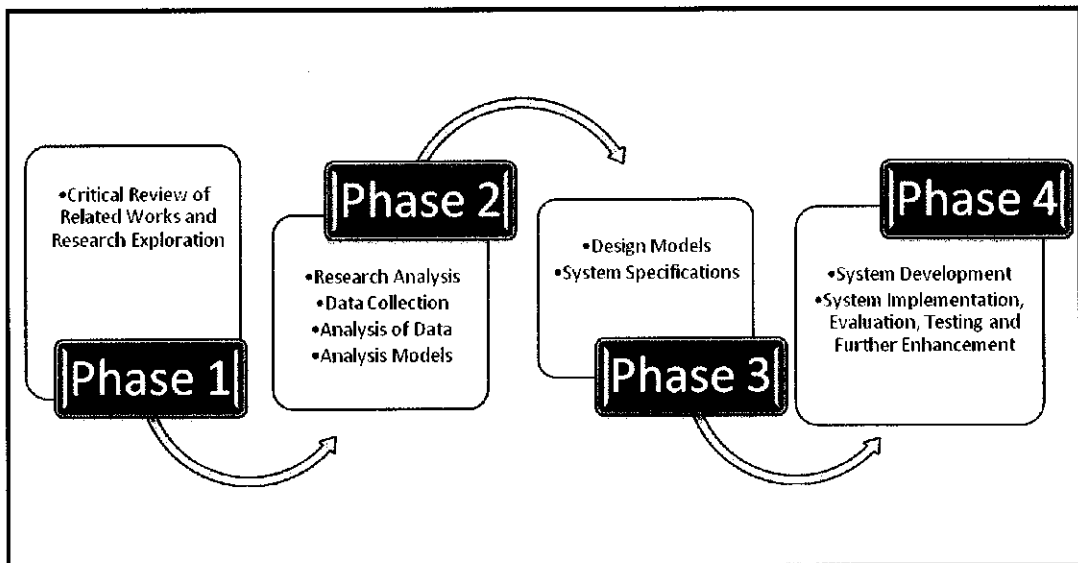 •Critical Review of
Related Works and
Research Exploration
Phase 1
Phase 2
•Research Analysis
•Data Collection
•Analysis of Data
•Analysis Models
•Design Models
•System Specifications
Phase 3
Phase 4
•System Development
•System Implementation,
Evaluation, Testing and
Further Enhancement